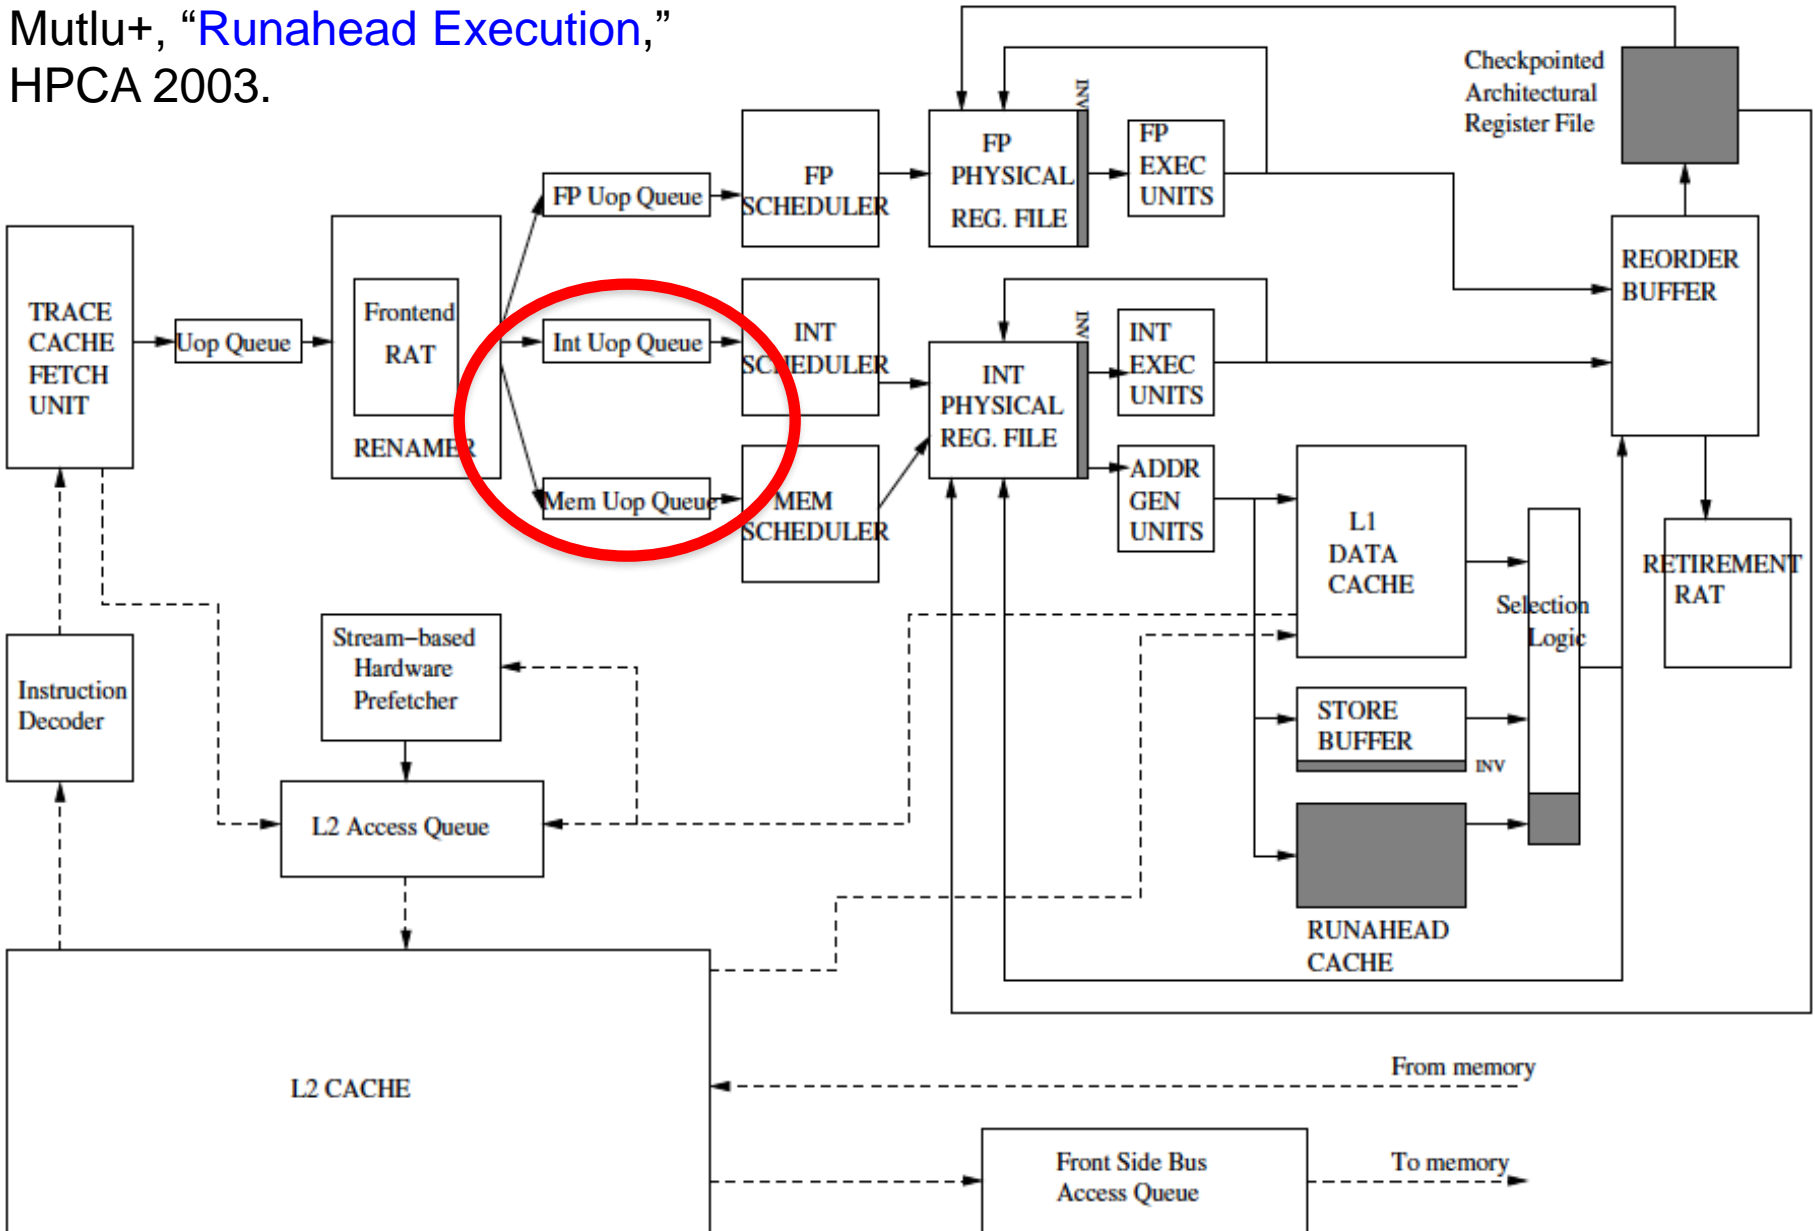 Mutlu+, “Runahead Execution,”
HPCA 2003.
Checkpointed
Architectural
Register File
INV
FP
PHYSICAL
REG. FILE
FP
EXEC
UNITS
FP
SCHEDULER
FP Uop Queue
TRACE
CACHE
FETCH
UNIT
Uop Queue
Frontend
RAT
RENAMER
Int Uop Queue
INT
SCHEDULER
INV
INT
PHYSICAL
REG. FILE
INT
EXEC
UNITS
REORDER
BUFFER
Mem Uop Queue
MEM
SCHEDULER
ADDR
GEN
UNITS
L1
DATA
CACHE
Selection
Logic
RETIREMENT
RAT
Instruction
Decoder
Stream−based
Hardware
Prefetcher
STORE
BUFFER
INV
L2 Access Queue
RUNAHEAD
CACHE
L2 CACHE
From memory
Front Side Bus
Access Queue
To memory